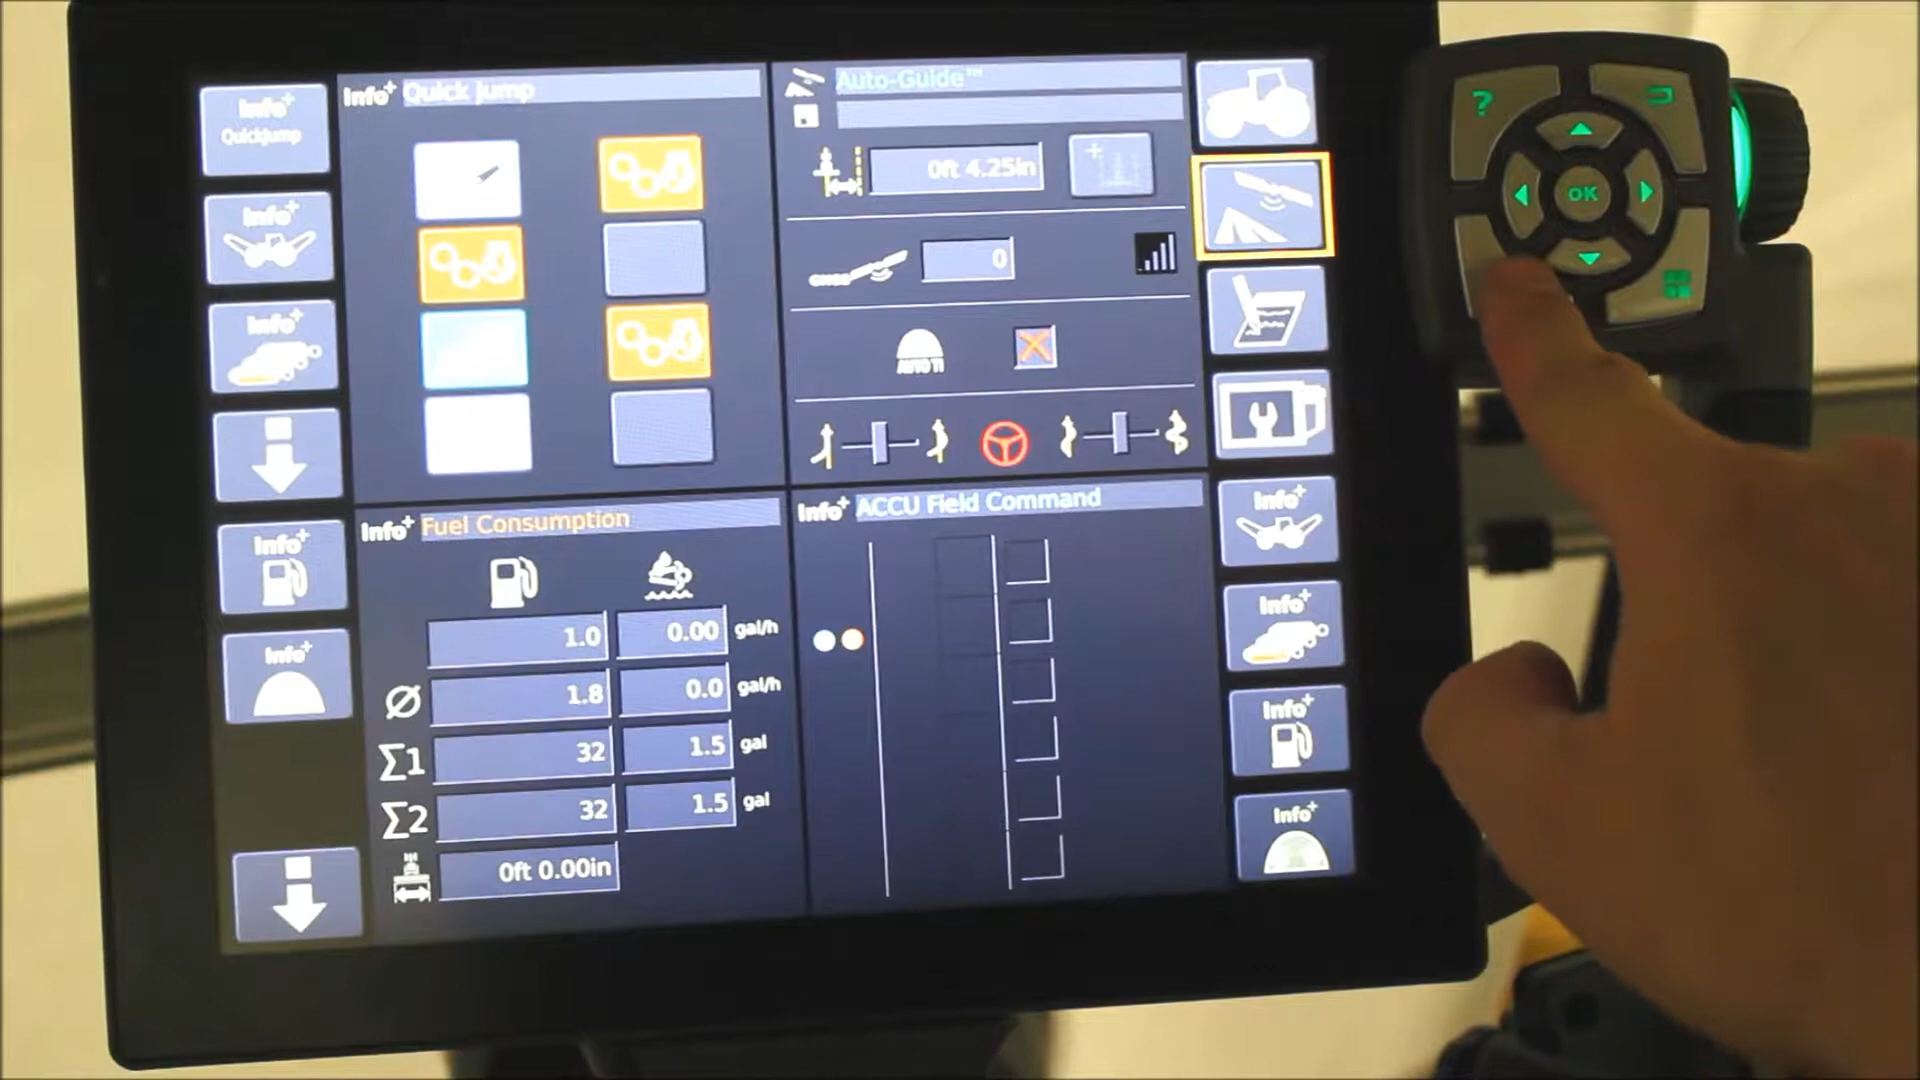 Info+
QuickJump
Info+
Info+
Info+
Info+
Info+ Quick Jump
Auto-Guide™
0ft 4.25in
GNSS
0
AUTO TI
Info+ Fuel Consumption
1.0 0.00 gal/h
Ø 1.8 0.0 gal/h
Σ1 32 1.5 gal
Σ2 32 1.5 gal
0ft 0.00in
Info+ ACCU Field Command
Info+
Info+
Info+
Info+
?
OK